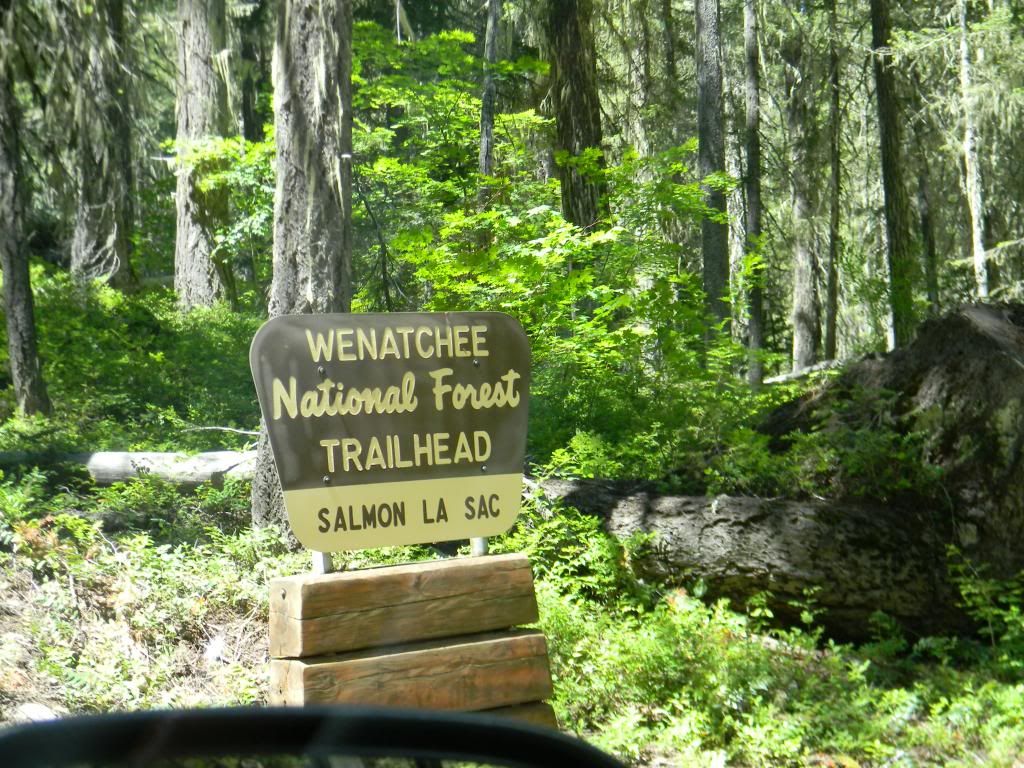 WENATCHEE
National Forest
TRAILHEAD
SALMON LA SAC